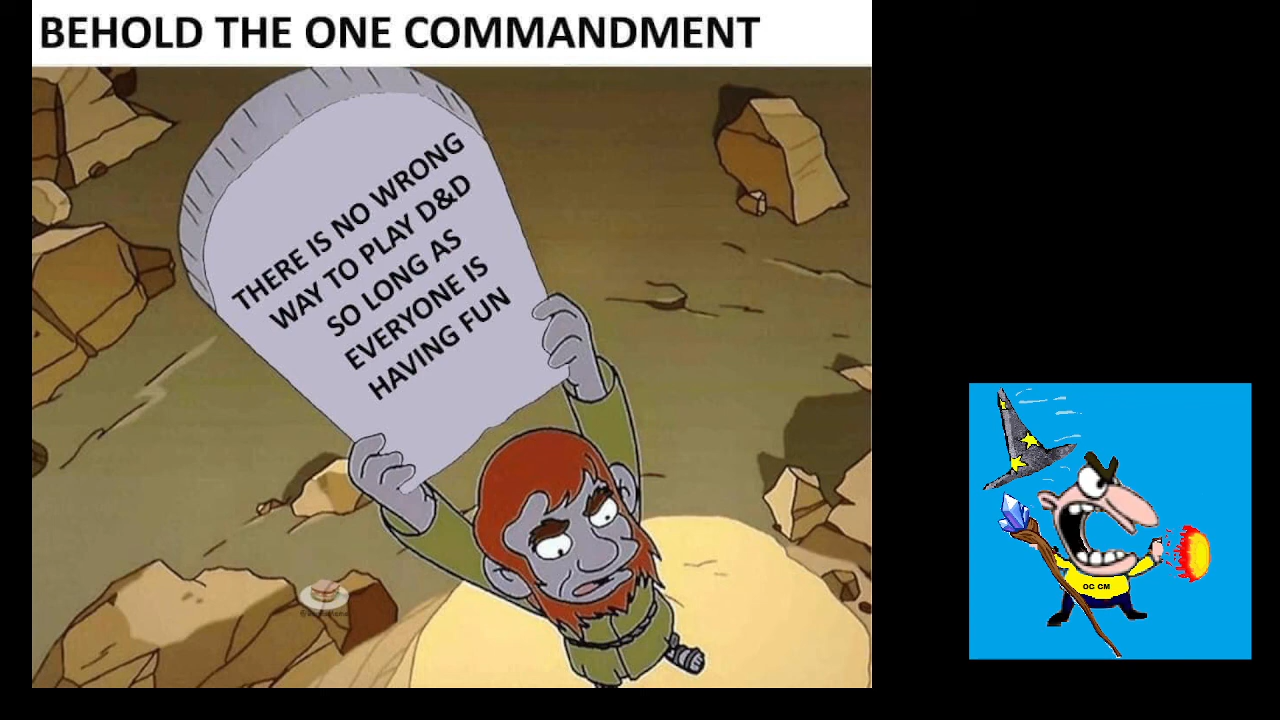 BEHOLD THE ONE COMMANDMENT
THERE IS NO WRONG
WAY TO PLAY D&D
SO LONG AS
EVERYONE IS
HAVING FUN
OC CM